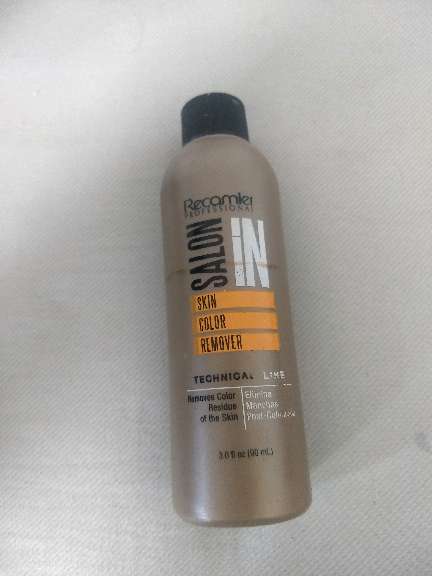 Recamier
PROFESSIONAL
SALON
iN
SKIN
COLOR
REMOVER
TECHNICAL LINE
Removes Color
Residue
of the Skin
Elimina
Manchas
3.0 fl oz (90 mL)